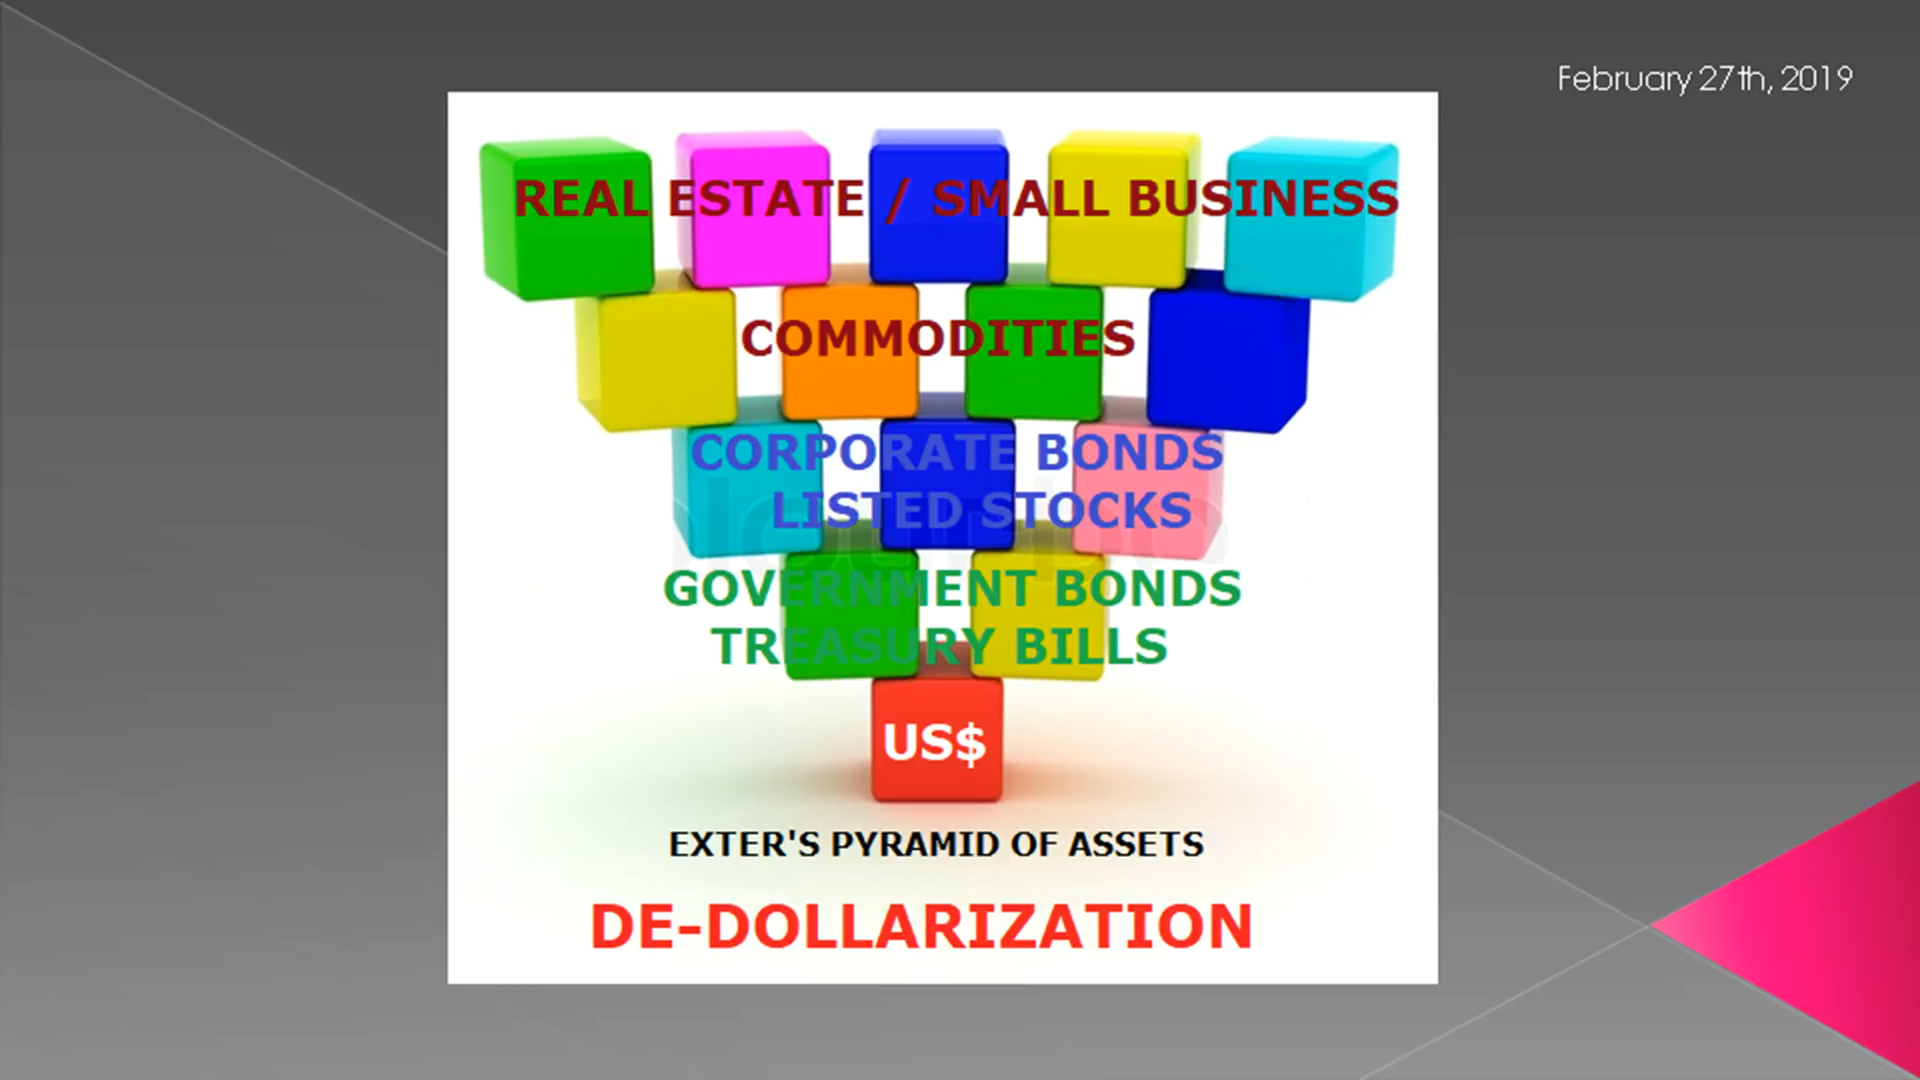 February 27th, 2019
REAL ESTATE / SMALL BUSINESS
COMMODITIES
CORPORATE BONDS
LISTED STOCKS
GOVERNMENT BONDS
TREASURY BILLS
US$
EXTER'S PYRAMID OF ASSETS
DE-DOLLARIZATION